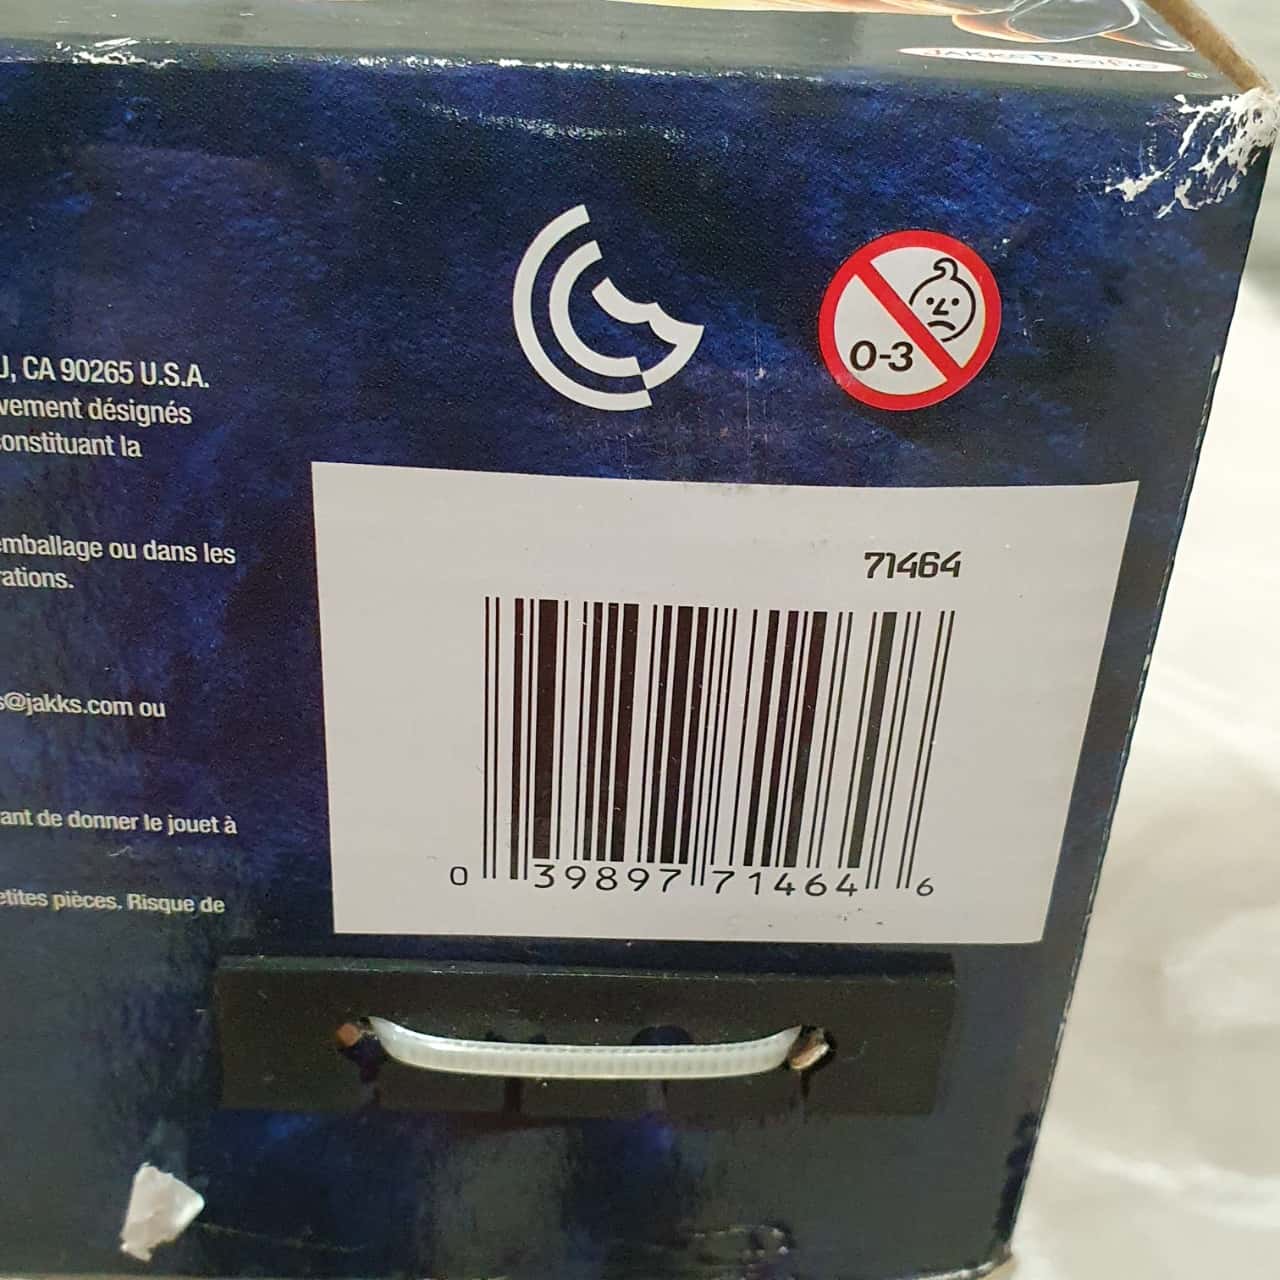 JAKKS Pacific
®
0-3
J, CA 90265 U.S.A.
vement désignés
constituant la
emballage ou dans les
rations.
s@jakks.com ou
ant de donner le jouet à
etites pièces. Risque de
71464
0 39897 71464 6